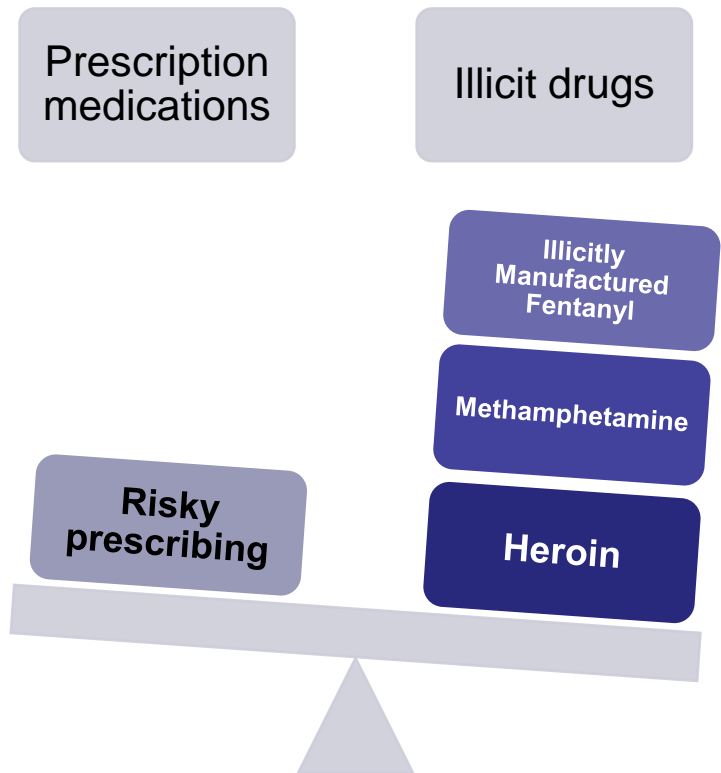 Prescription
medications
Illicit drugs
Illicitly
Manufactured
Fentanyl
Methamphetamine
Risky
prescribing
Heroin